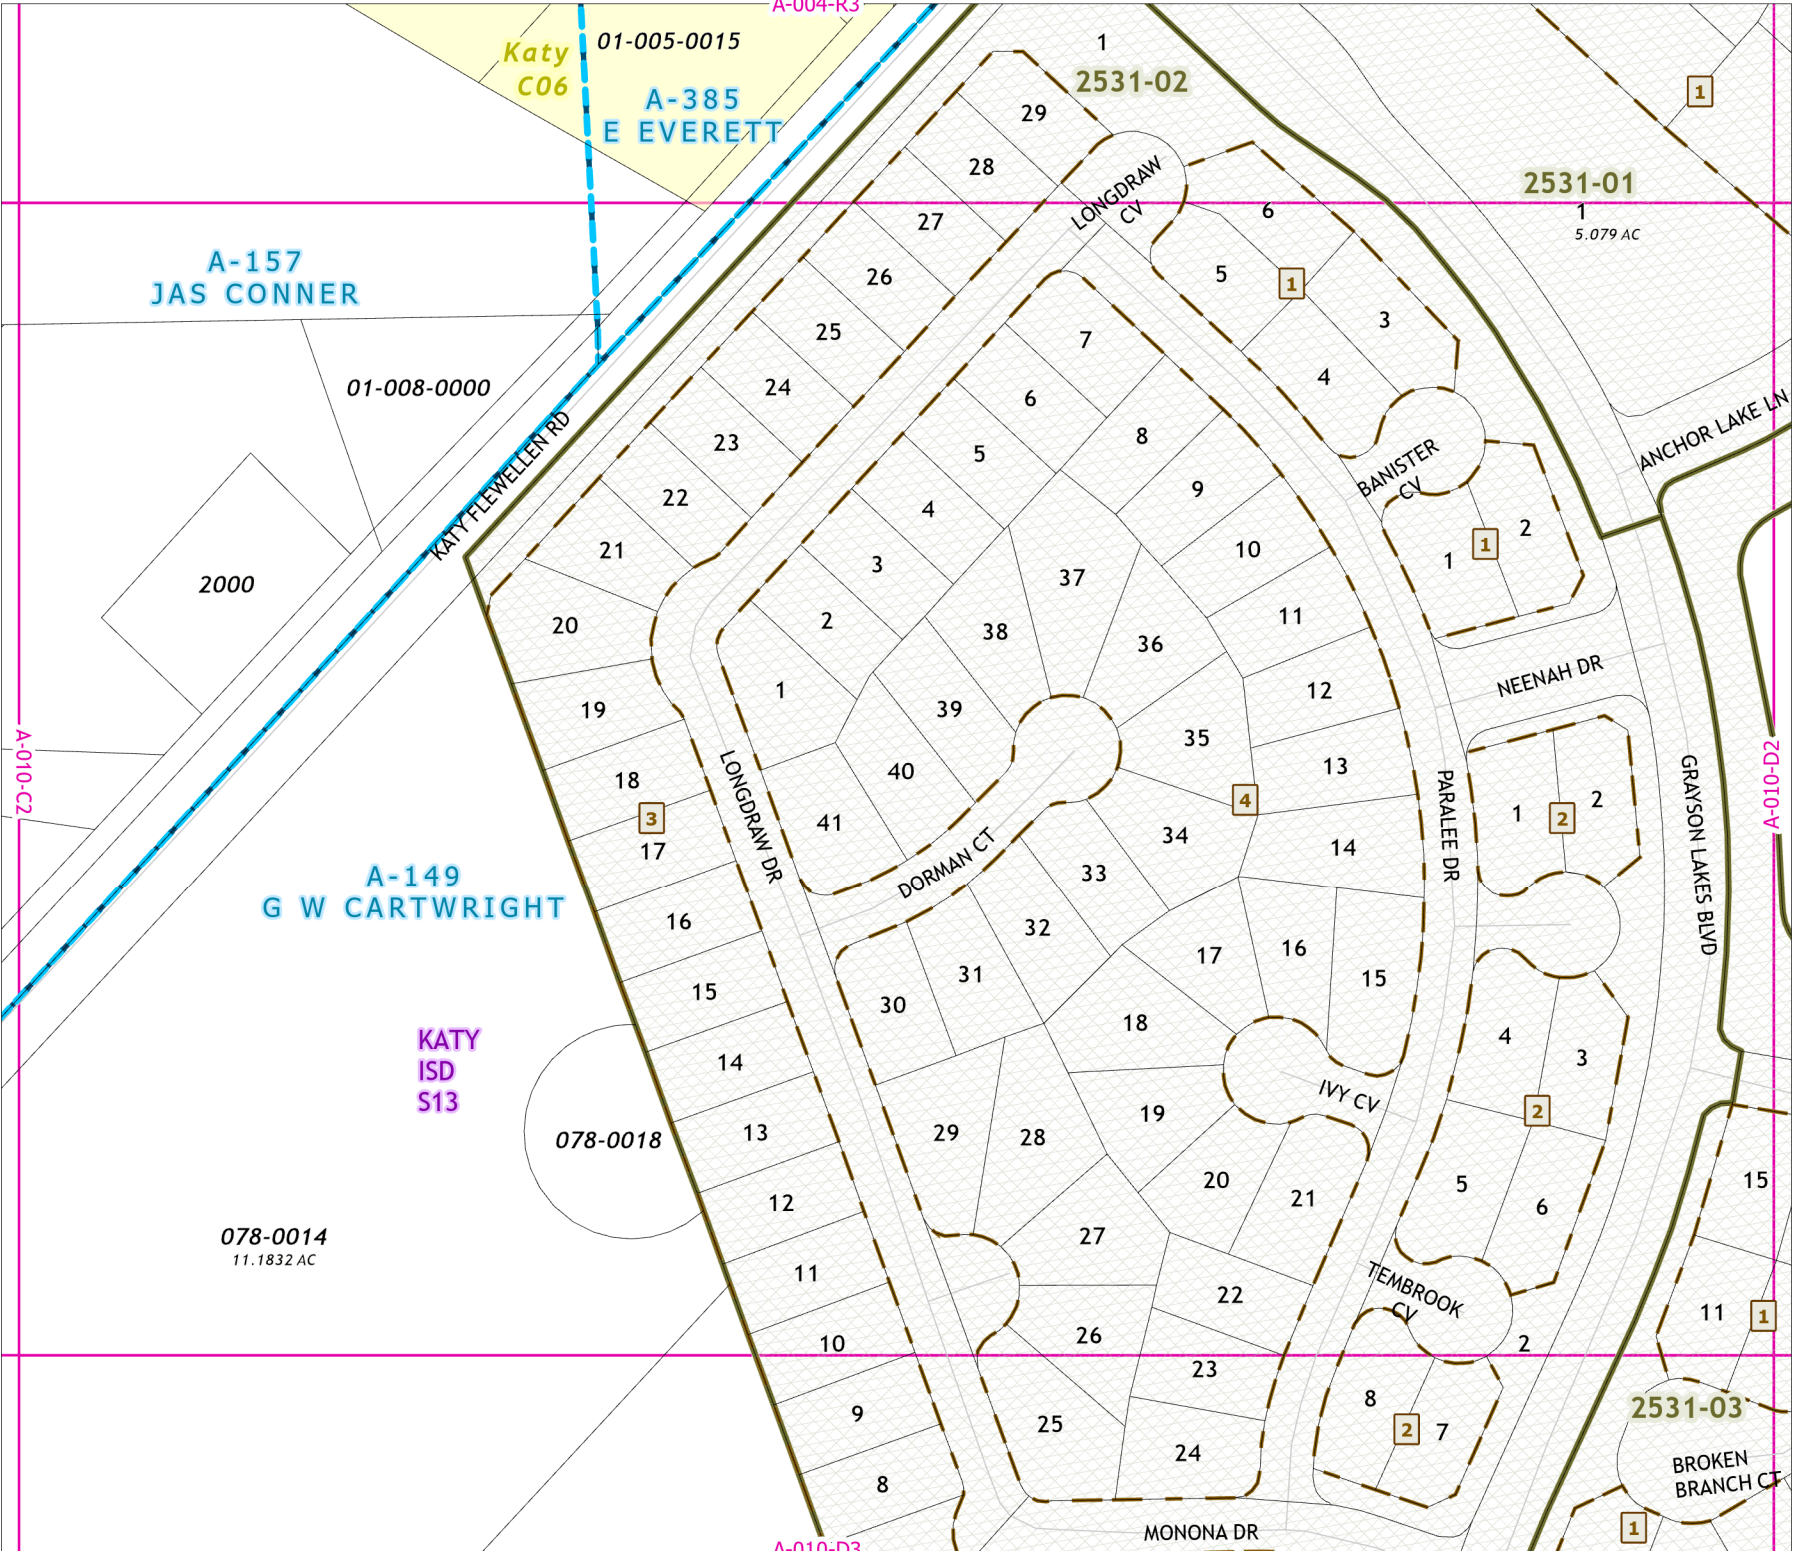 A-004-R3
Katy
C06
01-005-0015
A-385
E EVERETT
1
2531-02
1
2531-01
1
5.079 AC
A-157
JAS CONNER
01-008-0000
KATY FLEWELLEN RD
2000
A-010-C2
A-149
G W CARTWRIGHT
KATY
ISD
S13
078-0018
078-0014
11.1832 AC
29
28
27
26
25
24
23
22
21
20
19
18
3
17
16
15
14
13
12
11
10
9
8
LONGDRAW
CV
6
5
1
3
4
BANISTER
CV
1
1
2
ANCHOR LAKE LN
NEENAH DR
7
6
5
4
3
2
1
8
9
10
11
12
13
14
15
16
17
18
19
20
21
22
23
24
25
26
27
28
29
30
31
32
33
34
35
36
37
38
39
40
41
4
LONGDRAW DR
DORMAN CT
PARALEE DR
IVY CV
1
2
2
GRAYSON LAKES BLVD
A-010-D2
4
3
2
5
6
TEMBROOK
CV
2
8
2
7
15
11
1
2531-03
BROKEN
BRANCH CT
1
MONONA DR
A-010-D3